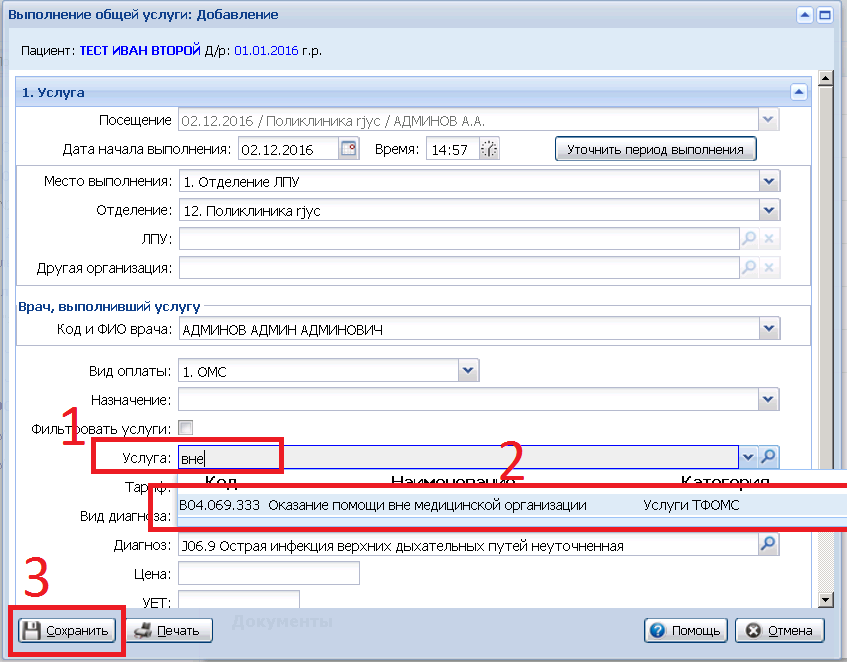 Выполнение общей услуги: Добавление
Пациент: ТЕСТ ИВАН ВТОРОЙ Д/р: 01.01.2016 г.р.
1. Услуга
Посещение 02.12.2016 / Поликлиника rjyc / АДМИНОВ А.А.
Дата начала выполнения: 02.12.2016 Время: 14:57 Уточнить период выполнения
Место выполнения: 1. Отделение ЛПУ
Отделение: 12. Поликлиника rjyc
ЛПУ:
Другая организация:
Врач, выполнивший услугу
Код и ФИО врача: АДМИНОВ АДМИН АДМИНОВИЧ
Вид оплаты: 1. ОМС
Назначение:
1
Фильтровать услуги:
Услуга: вне
2
Код Наименование Категория
Тариф:
B04.069.333 Оказание помощи вне медицинской организации Услуги ТФОМС
Вид диагноза:
Диагноз: J06.9 Острая инфекция верхних дыхательных путей неуточненная
Цена:
3
УЕТ:
Документы
Сохранить Печать Помощь Отмена